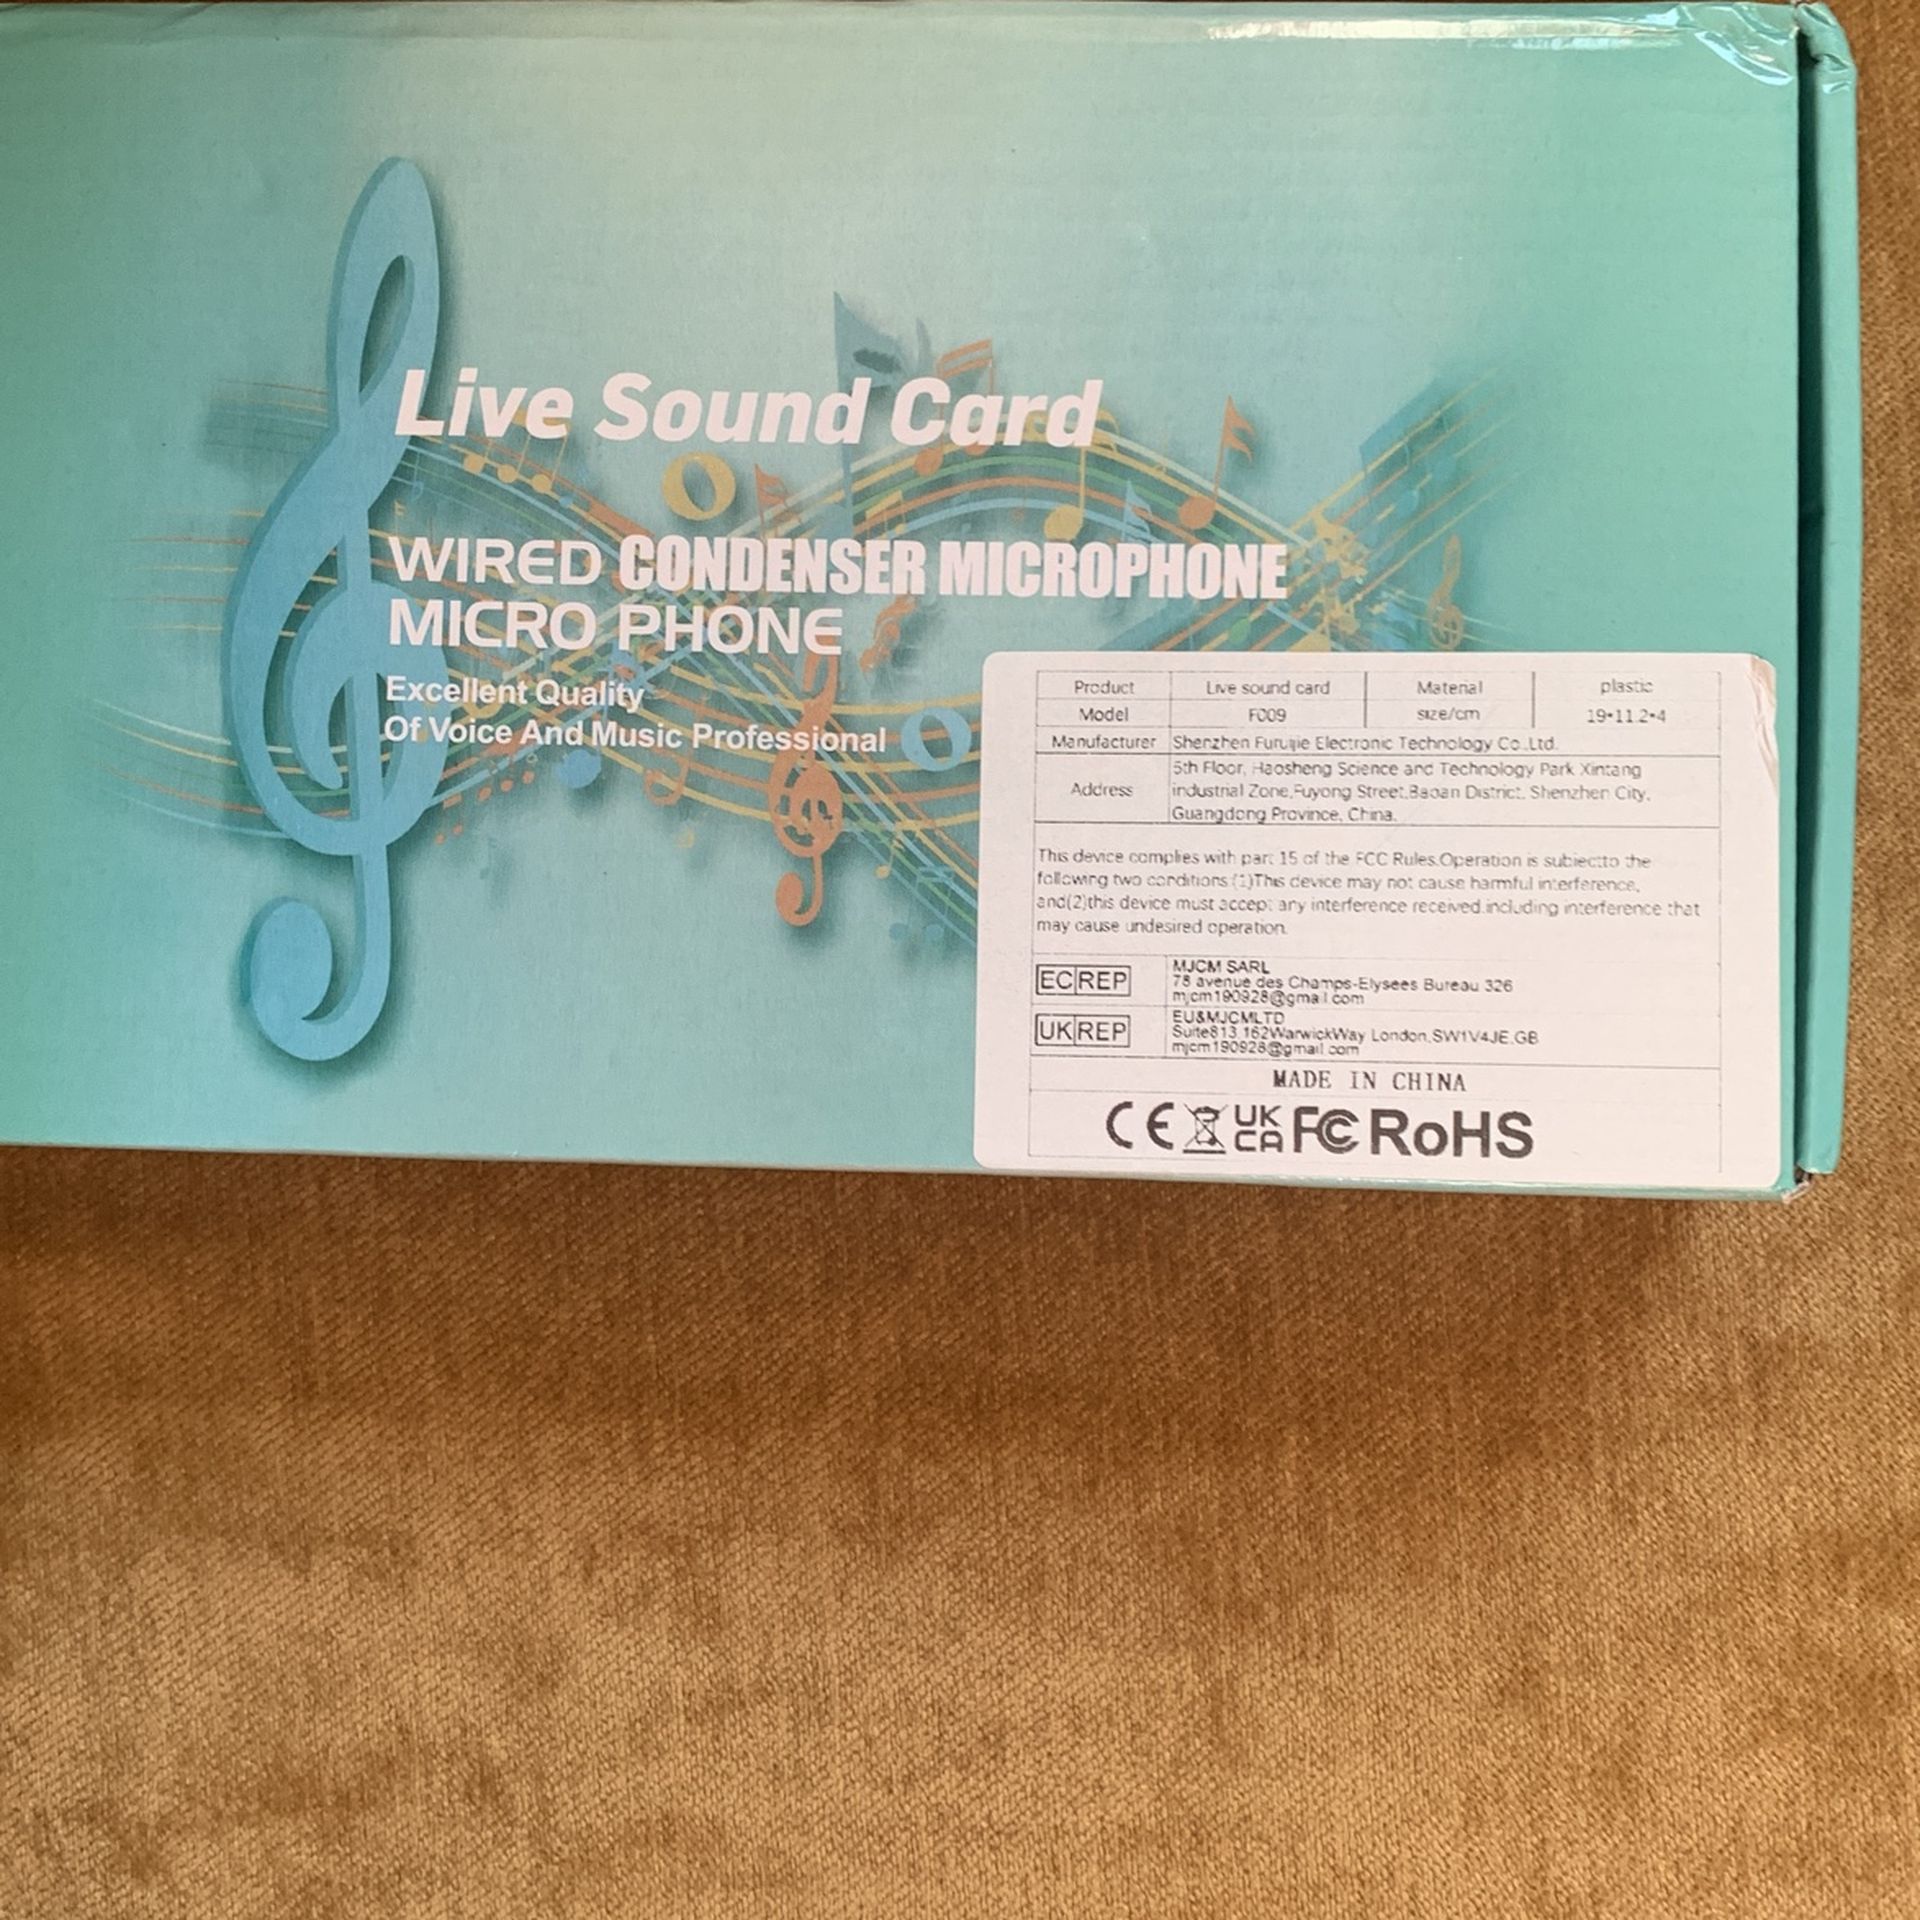 Live Sound Card
WIRED CONDENSER MICROPHONE
MICRO PHONE
Excellent Quality
Of Voice And Music Professional
Product Live sound card Material plastic
Model F009 size/cm 19*11.2*4
Manufacturer Shenzhen Furuijie Electronic Technology Co.,Ltd.
Address
5th Floor, Haosheng Science and Technology Park Xintang
industrial Zone,Fuyong Street,Baoan District, Shenzhen City,
Guangdong Province, China.
This device complies with part 15 of the FCC Rules.Operation is subiectto the
following two conditions:(1)This device may not cause harmful interference,
and(2)this device must accept any interference received.including interference that
may cause undesired operation.
EC REP
MJCM SARL
78 avenue des Champs-Elysees Bureau 326
mjcm190928@gmail.com
UK REP
EU&MJCMLTD
Suite813.162WarwickWay London,SW1V4JE,GB
mjcm190928@gmail.com
MADE IN CHINA
CE UK CA FC RoHS